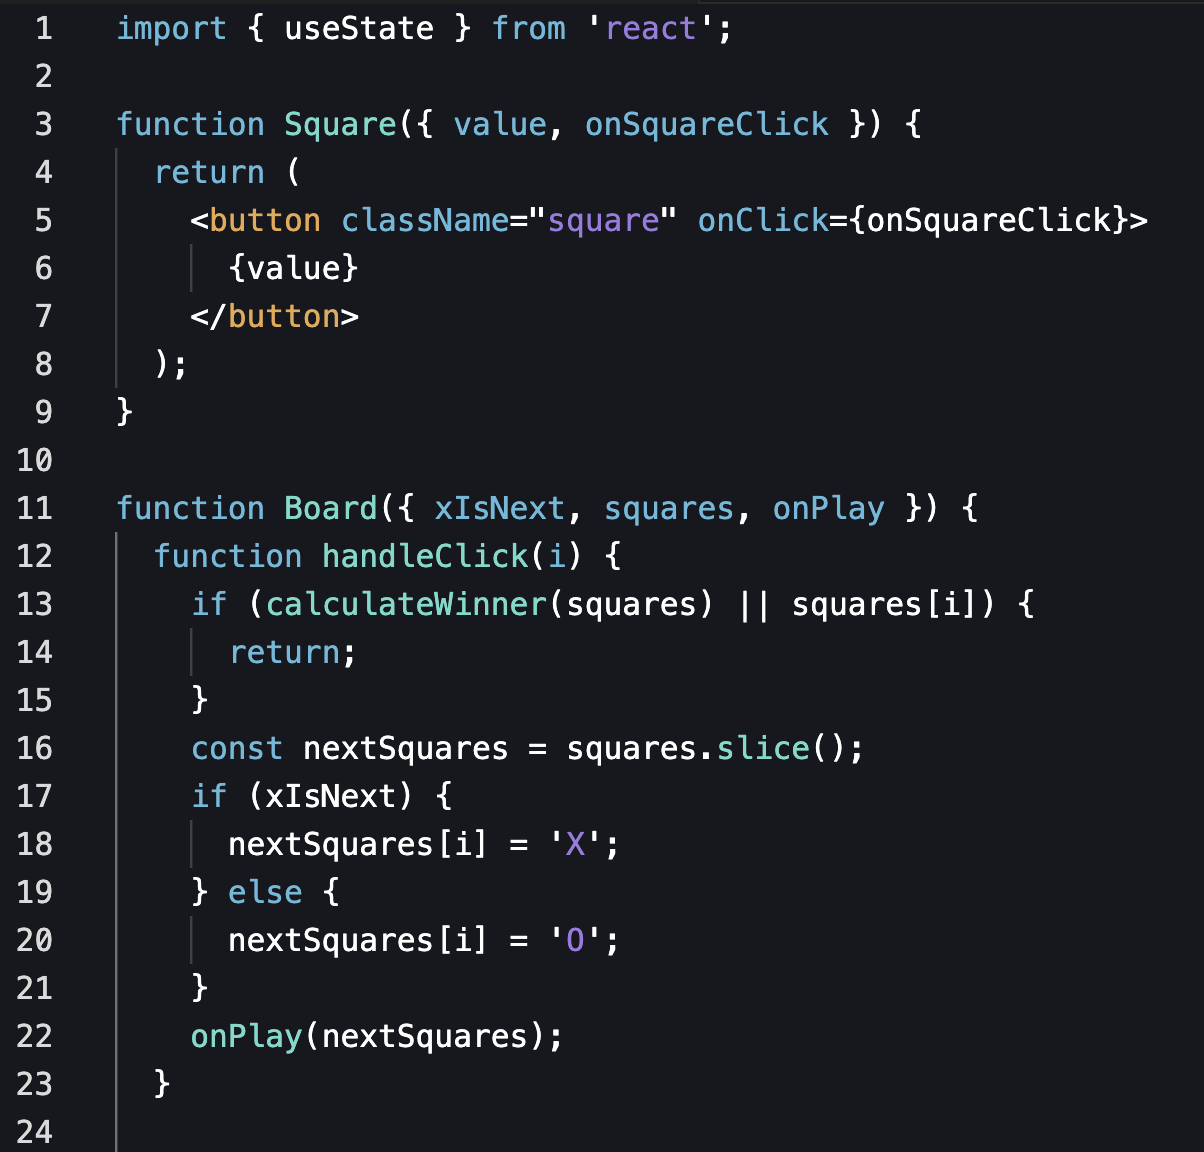 1 import { useState } from 'react';
2
3 function Square({ value, onSquareClick }) {
4   return (
5     <button className="square" onClick={onSquareClick}>
6       {value}
7     </button>
8   );
9 }
10
11 function Board({ xIsNext, squares, onPlay }) {
12   function handleClick(i) {
13     if (calculateWinner(squares) || squares[i]) {
14       return;
15     }
16     const nextSquares = squares.slice();
17     if (xIsNext) {
18       nextSquares[i] = 'X';
19     } else {
20       nextSquares[i] = 'O';
21     }
22     onPlay(nextSquares);
23   }
24